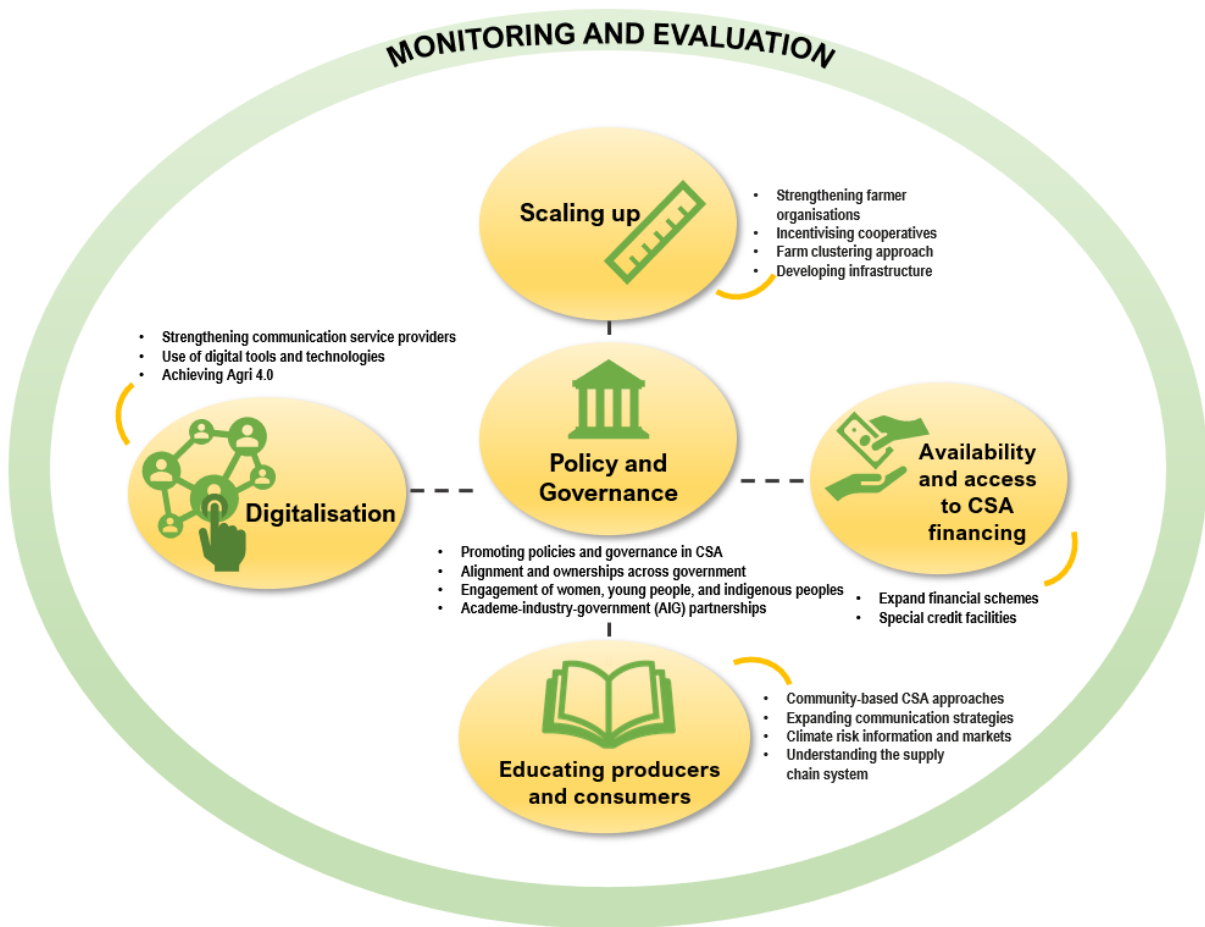 MONITORING AND EVALUATION
Scaling up
• Strengthening farmer
organisations
• Incentivising cooperatives
• Farm clustering approach
• Developing infrastructure
• Strengthening communication service providers
• Use of digital tools and technologies
• Achieving Agri 4.0
Digitalisation
Policy and
Governance
• Promoting policies and governance in CSA
• Alignment and ownerships across government
• Engagement of women, young people, and indigenous peoples
• Academe-industry-government (AIG) partnerships
Availability
and access
to CSA
financing
• Expand financial schemes
• Special credit facilities
Educating producers
and consumers
• Community-based CSA approaches
• Expanding communication strategies
• Climate risk information and markets
• Understanding the supply
chain system